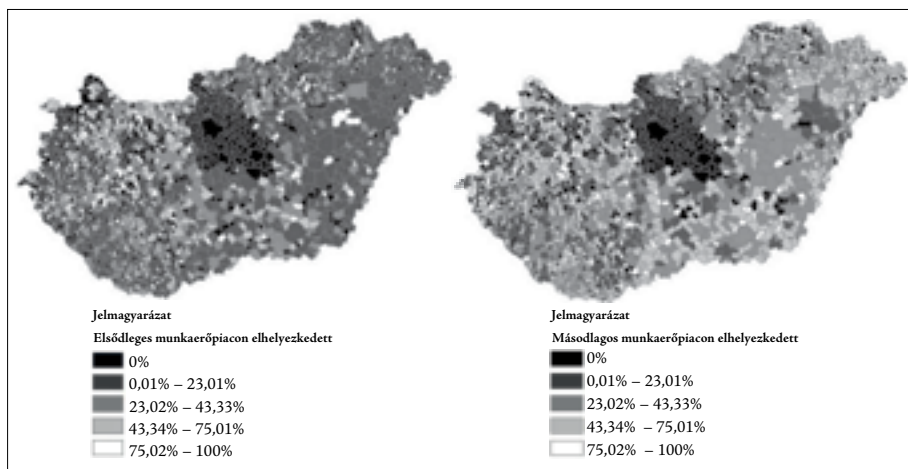 Jelmagyarázat
Elsődleges munkaerőpiacon elhelyezkedett
0%
0,01% – 23,01%
23,02% – 43,33%
43,34% – 75,01%
75,02% – 100%
Jelmagyarázat
Másodlagos munkaerőpiacon elhelyezkedett
0%
0,01% – 23,01%
23,02% – 43,33%
43,34% – 75,01%
75,02% – 100%